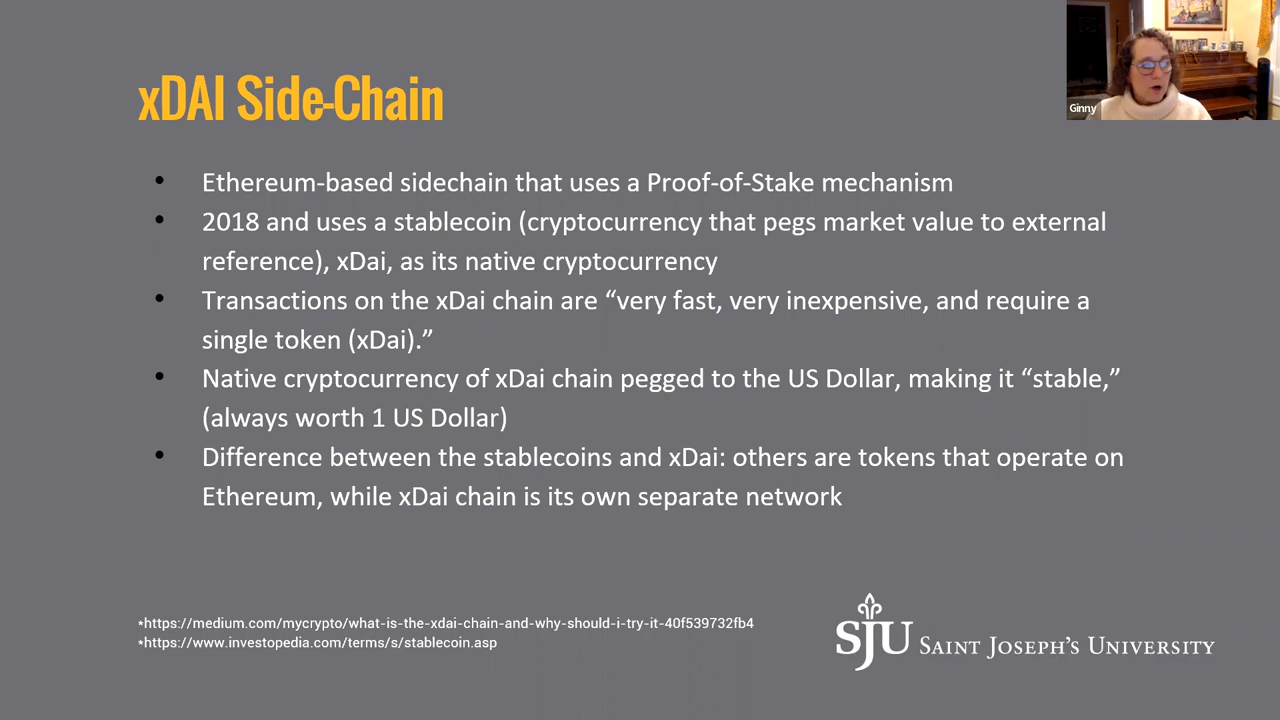 xDAI Side-Chain
Ginny
• Ethereum-based sidechain that uses a Proof-of-Stake mechanism
• 2018 and uses a stablecoin (cryptocurrency that pegs market value to external
reference), xDai, as its native cryptocurrency
• Transactions on the xDai chain are “very fast, very inexpensive, and require a
single token (xDai).”
• Native cryptocurrency of xDai chain pegged to the US Dollar, making it “stable,”
(always worth 1 US Dollar)
• Difference between the stablecoins and xDai: others are tokens that operate on
Ethereum, while xDai chain is its own separate network
*https://medium.com/mycrypto/what-is-the-xdai-chain-and-why-should-i-try-it-40f539732fb4
*https://www.investopedia.com/terms/s/stablecoin.asp
SJU SAINT JOSEPH'S UNIVERSITY